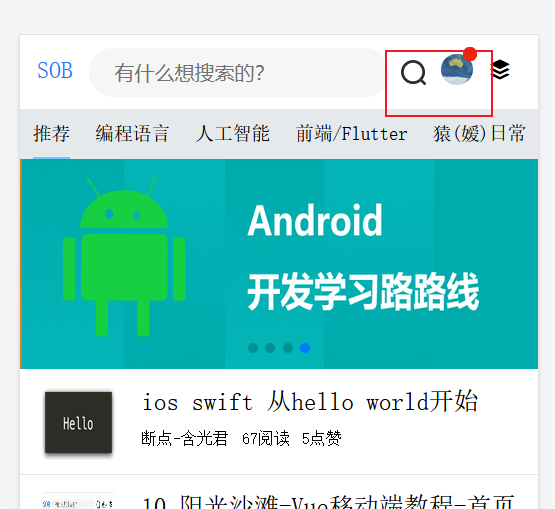 SOB 有什么想搜索的?
推荐 编程语言 人工智能 前端/Flutter 猿(媛)日常
Android
开发学习路路线
Hello
ios swift 从hello world开始
断点-含光君 67阅读 5点赞
10 阳光沙滩-Vue移动端教程-首页